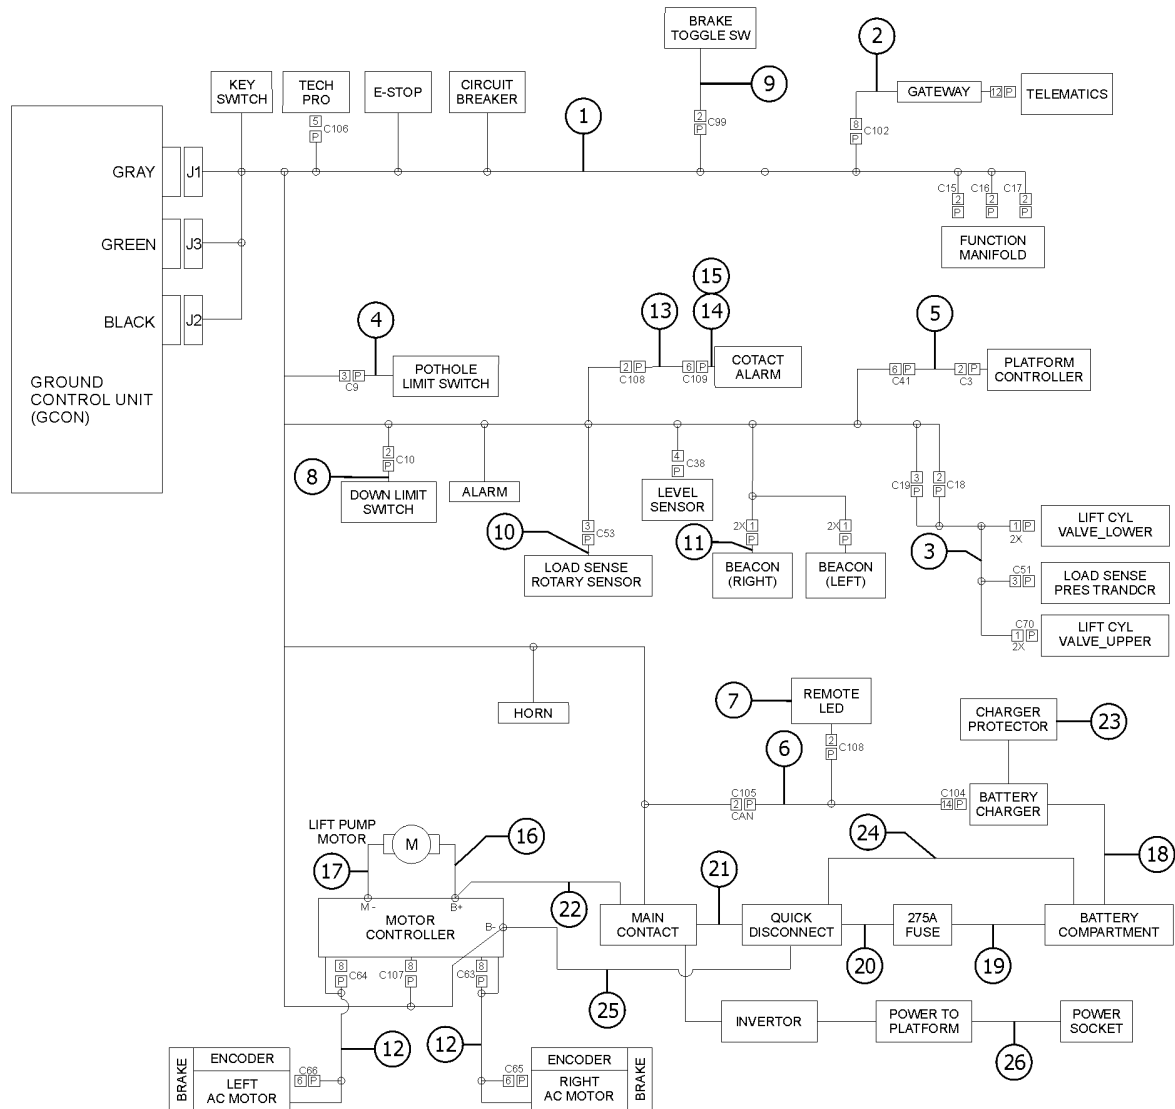 BRAKE
TOGGLE SW
2
KEY
SWITCH
TECH
PRO
E-STOP
CIRCUIT
BREAKER
9
GATEWAY
12 P
TELEMATICS
5
P
C106
1
2
P
C99
8
P
C102
GRAY
J1
C15
2
P
C16
2
P
C17
2
P
GREEN
J3
FUNCTION
MANIFOLD
BLACK
J2
4
15
13
14
5
3 P
C9
POTHOLE
LIMIT SWITCH
2 P
C108
6 P
C109
COTACT
ALARM
6 P
C41
2 P
C3
PLATFORM
CONTROLLER
GROUND
CONTROL UNIT
(GCON)
8
2
P
C10
DOWN LIMIT
SWITCH
ALARM
4
P
C38
LEVEL
SENSOR
C19
3
P
2
P
C18
10
3
P
C53
LOAD SENSE
ROTARY SENSOR
11
2X
1
P
BEACON
(RIGHT)
2X
1
P
BEACON
(LEFT)
3
1 P
2X
LIFT CYL
VALVE_LOWER
C51
3 P
LOAD SENSE
PRES TRANDCR
C70
1 P
2X
LIFT CYL
VALVE_UPPER
HORN
7
REMOTE
LED
CHARGER
PROTECTOR
23
6
2
P
C108
C105
2 P
CAN
C104
14 P
BATTERY
CHARGER
LIFT PUMP
MOTOR
M
16
17
24
18
21
22
M -
B+
MOTOR
CONTROLLER
B-
MAIN
CONTACT
QUICK
DISCONNECT
275A
FUSE
BATTERY
COMPARTMENT
20
19
8
P
C64
C107
8
P
C63
8
P
25
INVERTOR
POWER TO
PLATFORM
POWER
SOCKET
12
12
26
BRAKE
ENCODER
LEFT
AC MOTOR
C66
6 P
C65
6 P
ENCODER
RIGHT
AC MOTOR
BRAKE